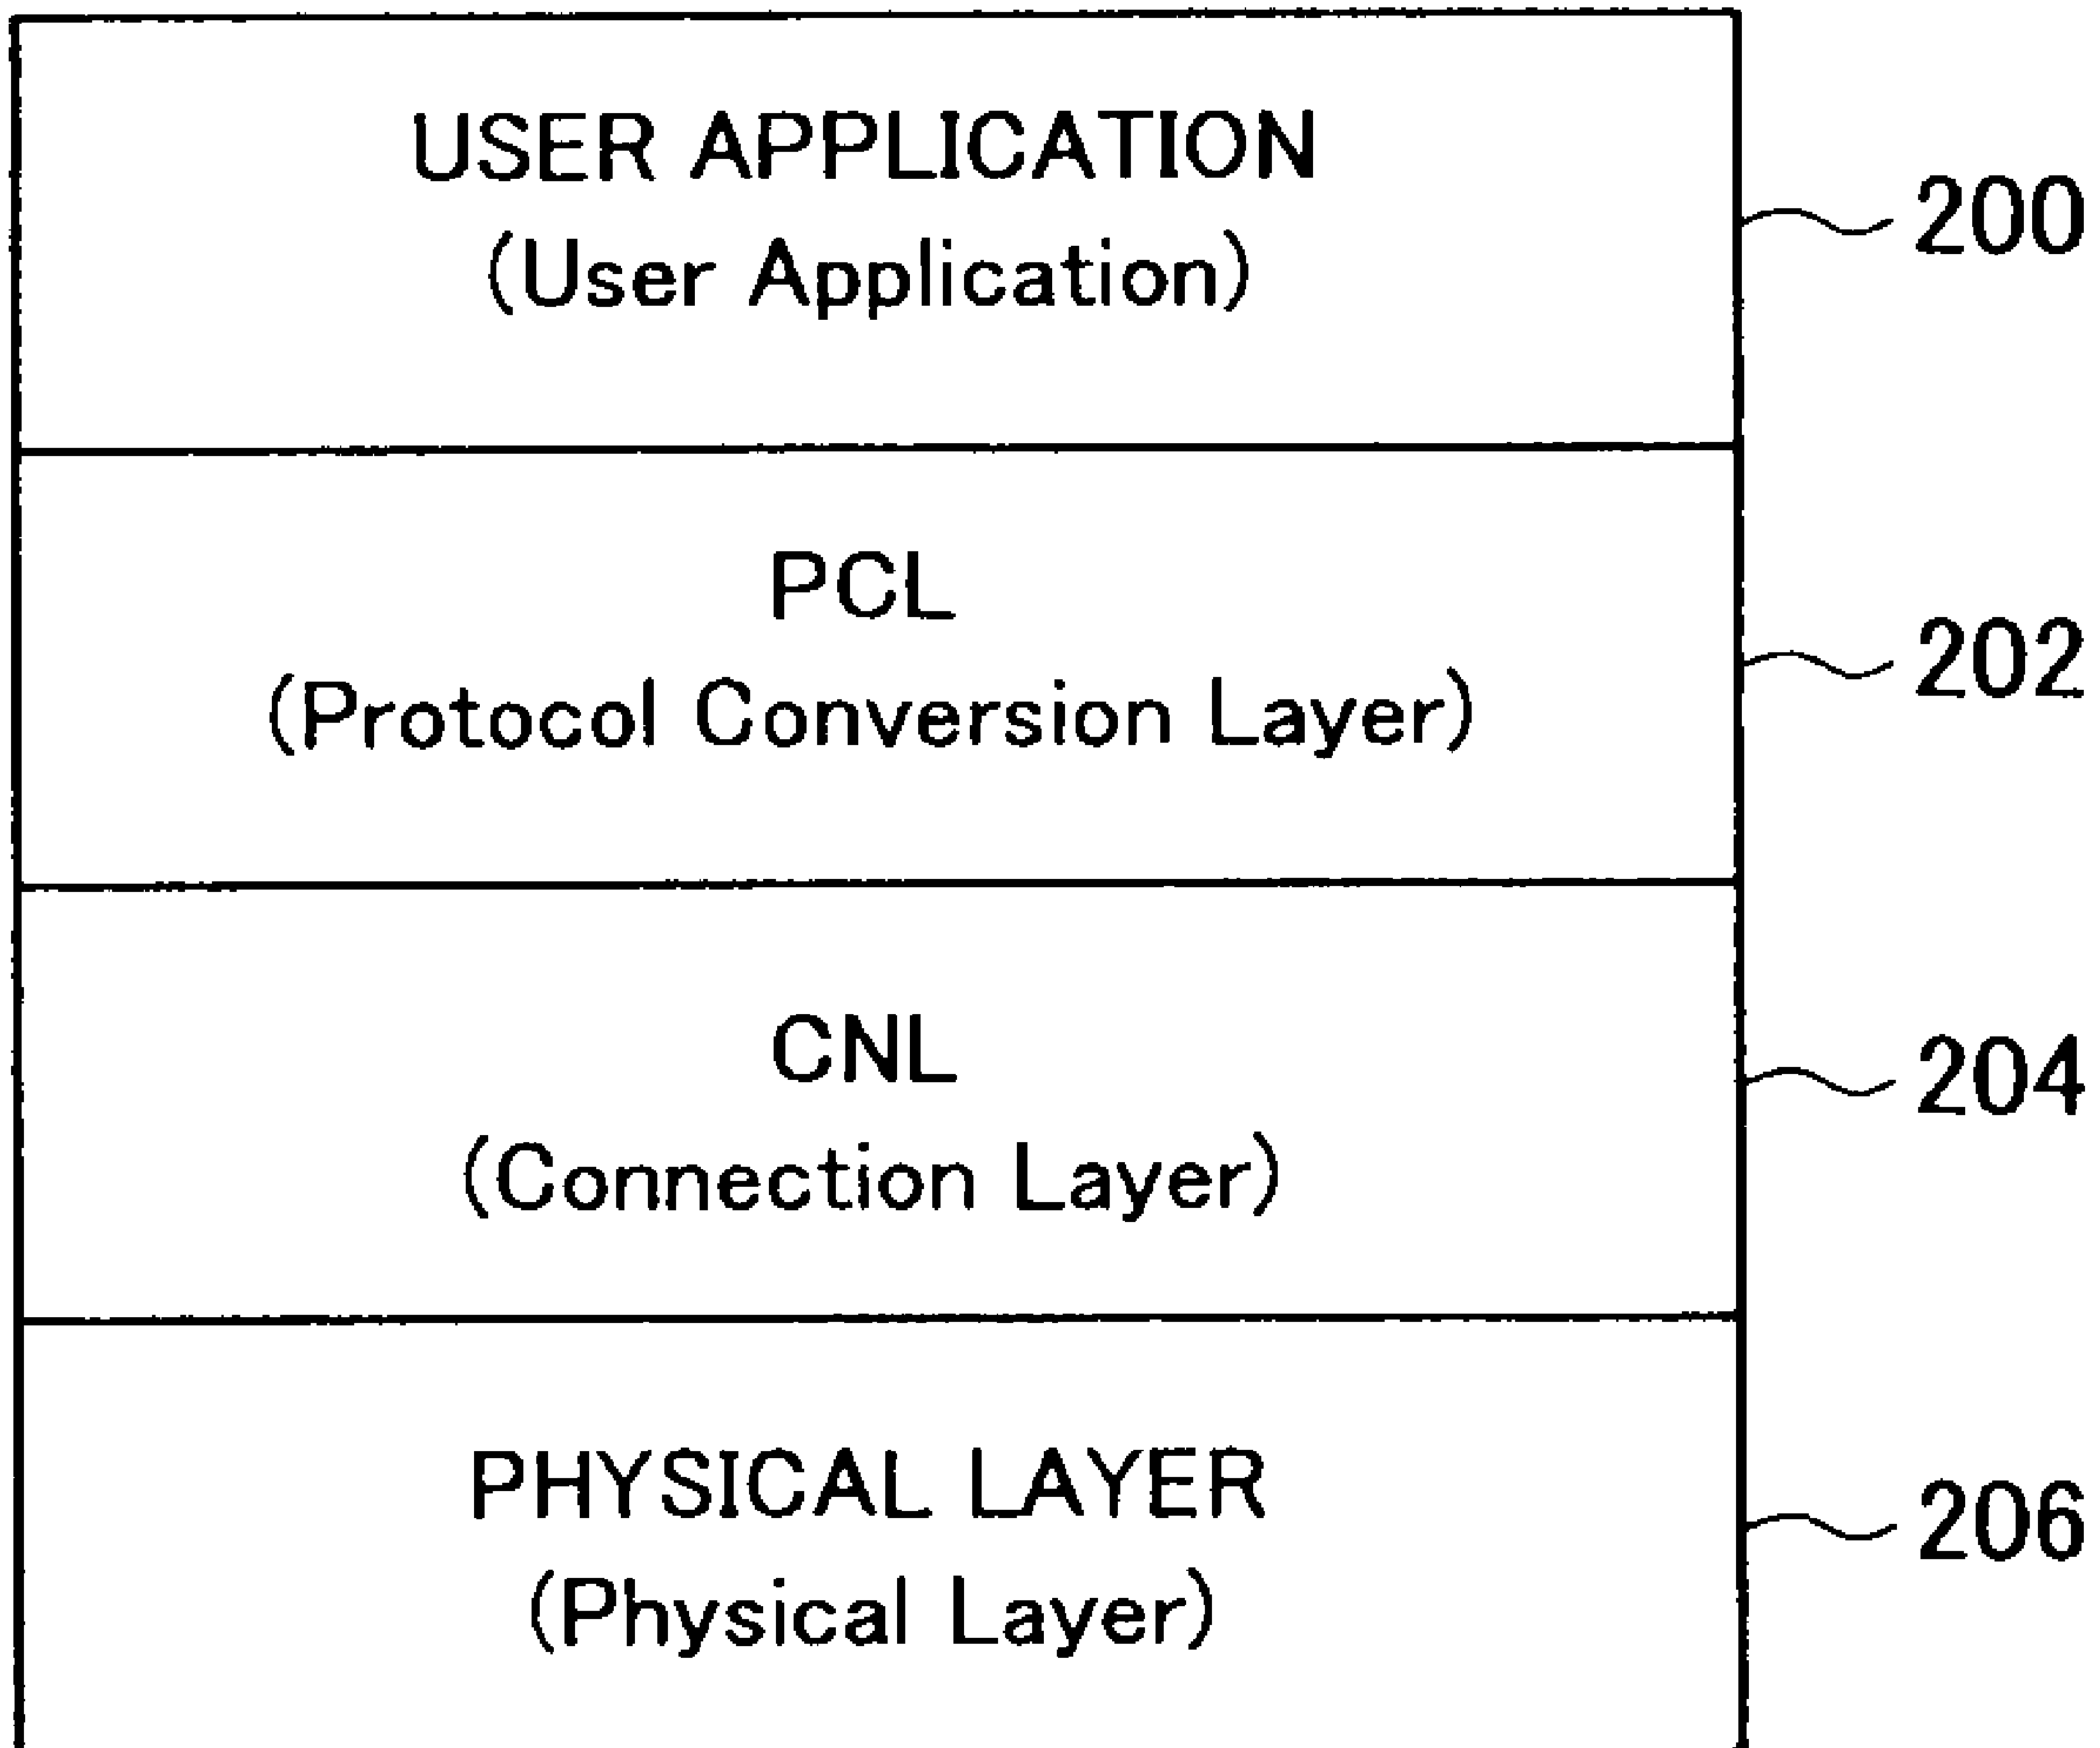 USER APPLICATION
(User Application)
200
PCL
(Protocol Conversion Layer)
202
CNL
(Connection Layer)
204
PHYSICAL LAYER
(Physical Layer)
206